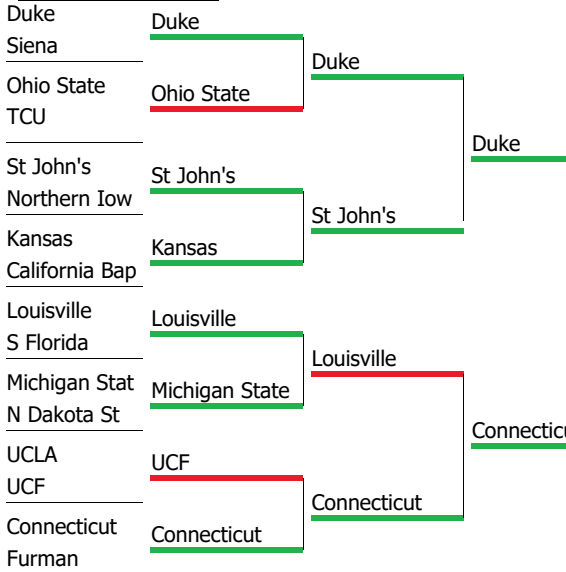 Duke
Siena
Ohio State
TCU
St John's
Northern Iow
Kansas
California Bap
Louisville
S Florida
Michigan Stat
N Dakota St
UCLA
UCF
Connecticut
Furman
Duke
Ohio State
St John's
Kansas
Louisville
Michigan State
UCF
Connecticut
Duke
St John's
Louisville
Connecticut
Duke
Connecticu